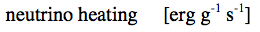 neutrino heating [erg g⁻¹ s⁻¹]